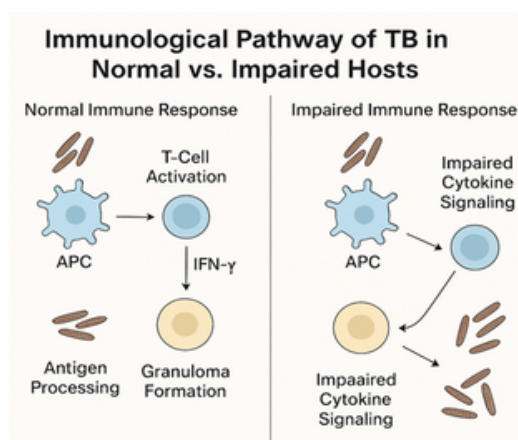 Immunological Pathway of TB in
Normal vs. Impaired Hosts
Normal Immune Response
T-Cell
Activation
APC
IFN-γ
Antigen
Processing
Granuloma
Formation
Impaired Immune Response
Impaired
Cytokine
Signaling
APC
Impaaired
Cytokine
Signaling